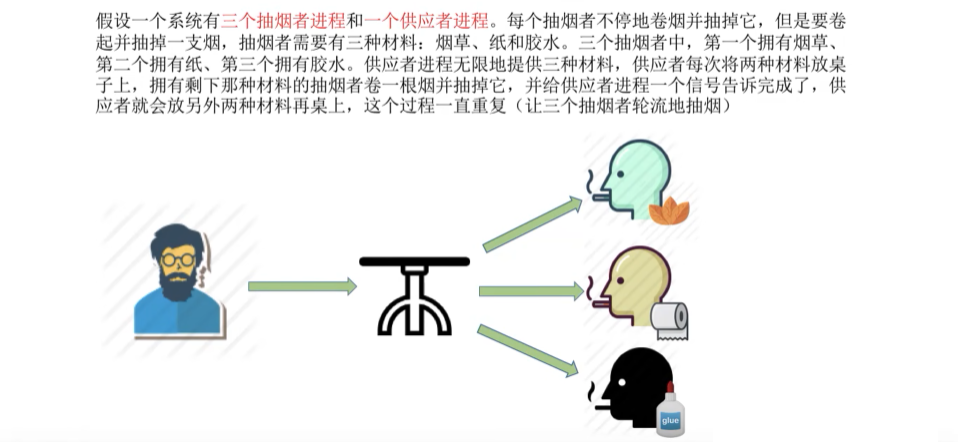 假设一个系统有三个抽烟者进程和一个供应者进程。每个抽烟者不停地卷烟并抽掉它，但是要卷
起并抽掉一支烟，抽烟者需要有三种材料：烟草、纸和胶水。三个抽烟者中，第一个拥有烟草、
第二个拥有纸、第三个拥有胶水。供应者进程无限地提供三种材料，供应者每次将两种材料放桌
子上，拥有剩下那种材料的抽烟者卷一根烟并抽掉它，并给供应者进程一个信号告诉完成了，供
应者就会放另外两种材料再桌上，这个过程一直重复（让三个抽烟者轮流地抽烟）
glue